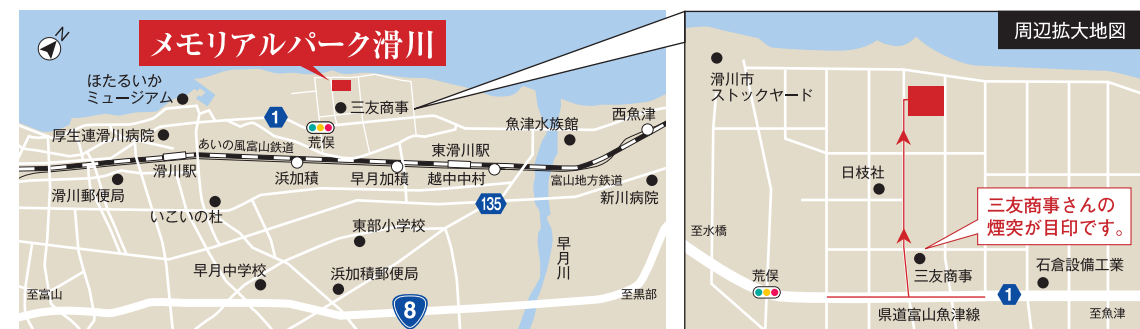 N
メモリアルパーク滑川
ほたるいか
ミュージアム
1
三友商事
荒俣
厚生連滑川病院
あいの風富山鉄道
魚津水族館
西魚津
東滑川駅
滑川駅
浜加積
早月加積
越中中村
富山地方鉄道
滑川郵便局
新川病院
いこいの杜
135
東部小学校
早月川
早月中学校
浜加積郵便局
至富山
8
至黒部
周辺拡大地図
滑川市
ストックヤード
日枝社
三友商事さんの
煙突が目印です。
至水橋
荒俣
三友商事
石倉設備工業
1
県道富山魚津線
至魚津